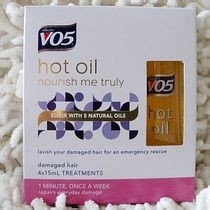 VO5
hot oil
nourish me truly
ELIXIR WITH 5 NATURAL OILS
lavish your damaged hair for an emergency rescue
damaged hair
4x15mL TREATMENTS
1 MINUTE, ONCE A WEEK
repairs everyday damage
VO5
hot
oil